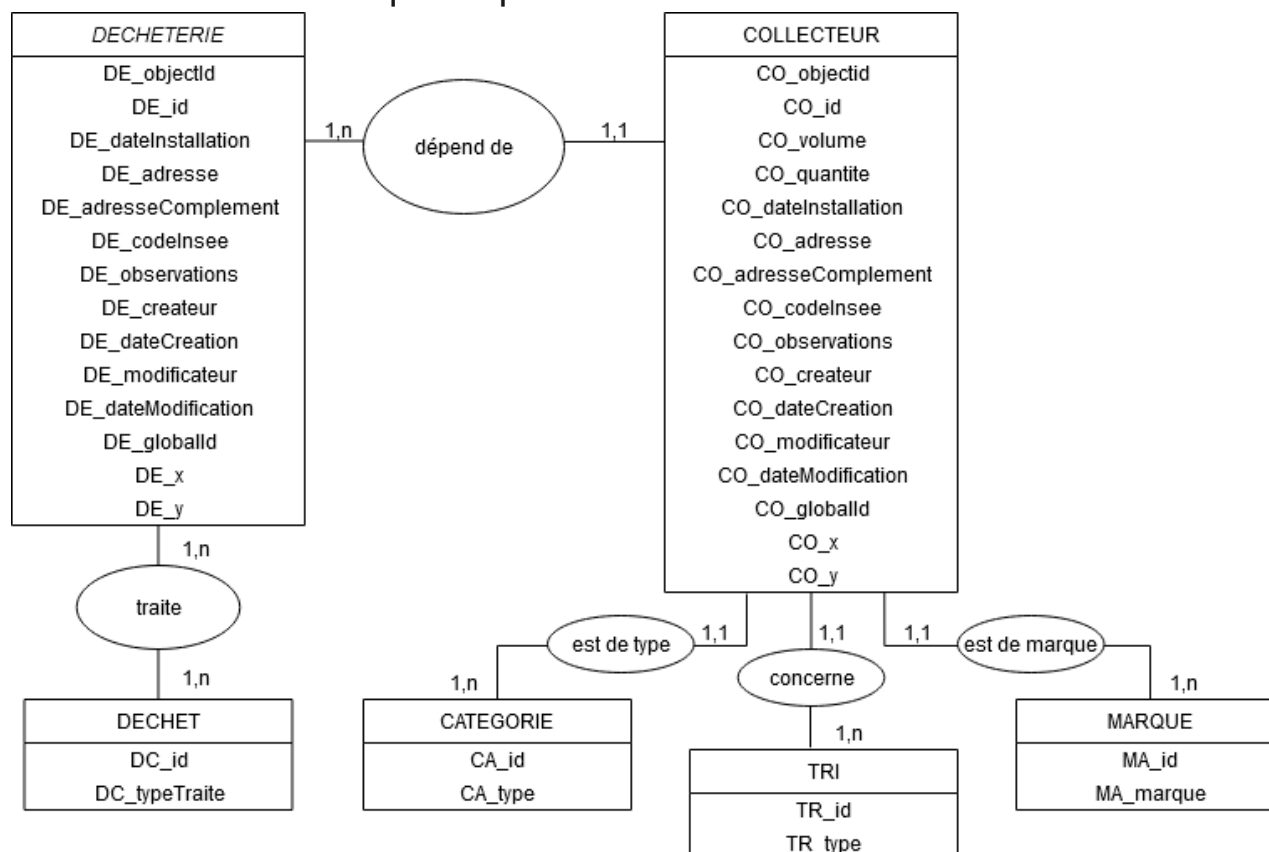 DECHETERIE
DE_objectId
DE_id
DE_dateInstallation
DE_adresse
DE_adresseComplement
DE_codeInsee
DE_observations
DE_createur
DE_dateCreation
DE_modificateur
DE_dateModification
DE_globalId
DE_x
DE_y
1,n
dépend de
1,1
COLLECTEUR
CO_objectid
CO_id
CO_volume
CO_quantite
CO_dateInstallation
CO_adresse
CO_adresseComplement
CO_codeInsee
CO_observations
CO_createur
CO_dateCreation
CO_modificateur
CO_dateModification
CO_globalId
CO_x
CO_y
1,n
traite
1,n
DECHET
DC_id
DC_typeTraite
est de type
1,1
1,n
CATEGORIE
CA_id
CA_type
1,1
concerne
1,n
TRI
TR_id
TR_type
1,1
est de marque
1,n
MARQUE
MA_id
MA_marque